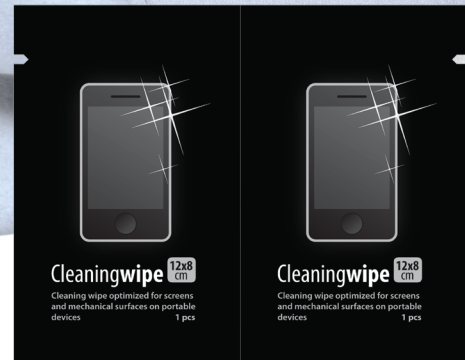 Cleaningwipe 12x8 cm
Cleaning wipe optimized for screens
and mechanical surfaces on portable
devices 1 pcs
Cleaningwipe 12x8 cm
Cleaning wipe optimized for screens
and mechanical surfaces on portable
devices 1 pcs